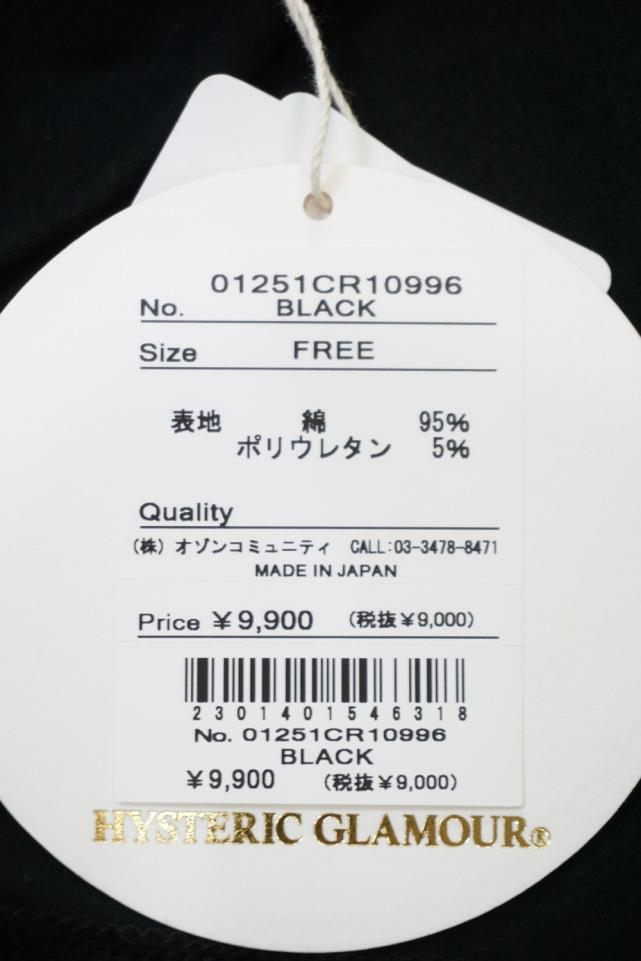 01251CR10996
No. BLACK
Size FREE
表地 綿 95%
ポリウレタン 5%
Quality
(株) オゾンコミュニティ CALL:03-3478-8471
MADE IN JAPAN
Price ¥9,900 (税抜¥9,000)
2301401546318
No. 01251CR10996
BLACK
¥9,900 (税抜¥9,000)
HYSTERIC GLAMOUR®